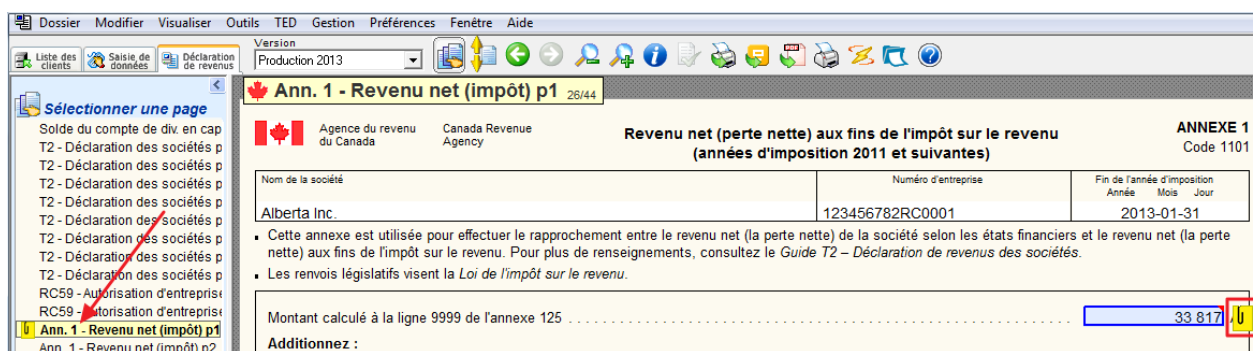 Dossier Modifier Visualiser Outils TED Gestion Préférences Fenêtre Aide
Liste des clients
Saisie de données
Déclaration de revenus
Version
Production 2013
Sélectionner une page
Solde du compte de div. en cap
T2 - Déclaration des sociétés p
T2 - Déclaration des sociétés p
T2 - Déclaration des sociétés p
T2 - Déclaration des sociétés p
T2 - Déclaration des sociétés p
T2 - Déclaration des sociétés p
T2 - Déclaration des sociétés p
T2 - Déclaration des sociétés p
RC59 - Autorisation d'entreprise
RC59 - Autorisation d'entreprise
Ann. 1 - Revenu net (impôt) p1
Ann. 1 - Revenu net (impôt) p2
Ann. 1 - Revenu net (impôt) p1 26/44
Agence du revenu du Canada
Canada Revenue Agency
Revenu net (perte nette) aux fins de l'impôt sur le revenu
(années d'imposition 2011 et suivantes)
ANNEXE 1
Code 1101
Nom de la société
Numéro d'entreprise
Fin de l'année d'imposition
Année Mois Jour
Alberta Inc.
123456782RC0001
2013-01-31
Cette annexe est utilisée pour effectuer le rapprochement entre le revenu net (la perte nette) de la société selon les états financiers et le revenu net (la perte
nette) aux fins de l'impôt sur le revenu. Pour plus de renseignements, consultez le Guide T2 – Déclaration de revenus des sociétés.
Les renvois législatifs visent la Loi de l'impôt sur le revenu.
Montant calculé à la ligne 9999 de l'annexe 125 33 817
Additionnez :